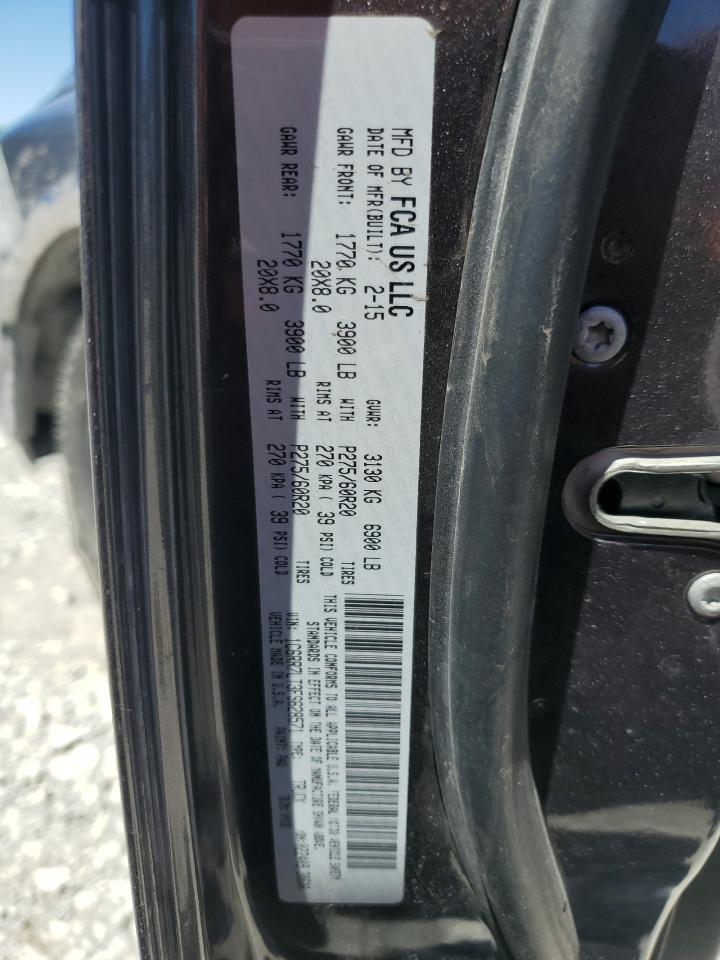 MFD BY FCA US LLC
DATE OF MFR(BUILT): 2-15 GVWR: 3130 KG 6900 LB
GAWR FRONT: 1770 KG 3900 LB WITH P275/60R20 TIRES
20X8.0 RIMS AT 270 KPA ( 39 PSI) COLD
GAWR REAR: 1770 KG 3900 LB WITH P275/60R20 TIRES
20X8.0 RIMS AT 270 KPA ( 39 PSI) COLD
THIS VEHICLE CONFORMS TO ALL APPLICABLE U.S.A. FEDERAL MOTOR VEHICLE SAFETY
STANDARDS IN EFFECT ON THE DATE OF MANUFACTURE SHOWN ABOVE.
VIN: 1C6RR7LT3FS628571 TYPE: TRUCK
VEHICLE MADE IN U.S.A. PAINT: